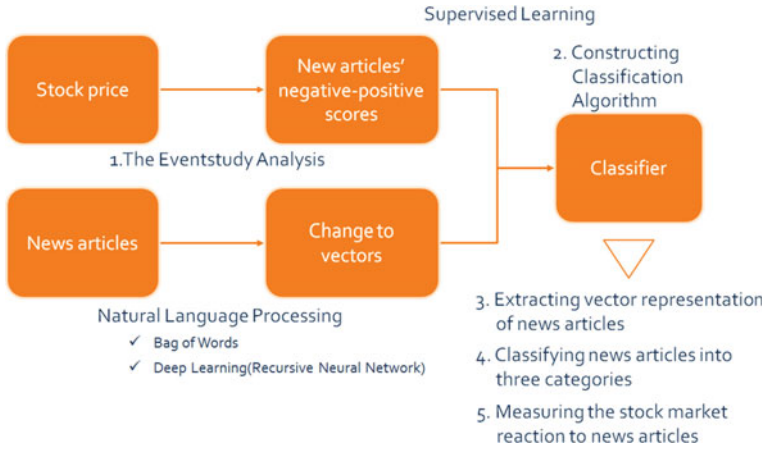 Supervised Learning
Stock price
New articles'
negative-positive
scores
2. Constructing
Classification
Algorithm
1.The Eventstudy Analysis
Classifier
News articles
Change to
vectors
Natural Language Processing
✓ Bag of Words
✓ Deep Learning(Recursive Neural Network)
3. Extracting vector representation
of news articles
4. Classifying news articles into
three categories
5. Measuring the stock market
reaction to news articles